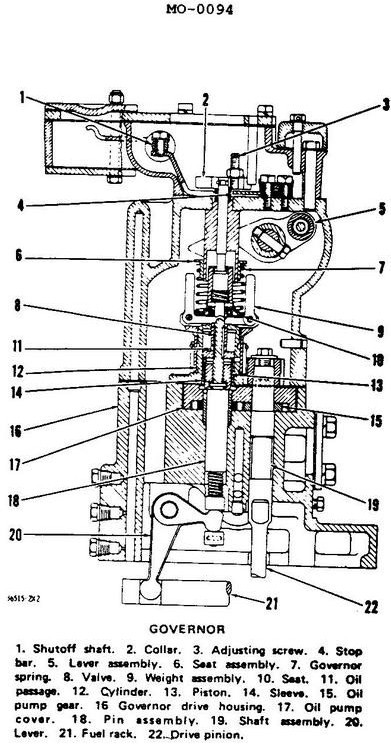 MO-0094
1
2
3
4
5
6
7
8
9
10
11
12
13
14
15
16
17
18
19
20
21
22
GOVERNOR
1. Shutoff shaft. 2. Collar. 3. Adjusting screw. 4. Stop
bar. 5. Lever assembly. 6. Seat assembly. 7. Governor
spring. 8. Valve. 9. Weight assembly. 10. Seat. 11. Oil
passage. 12. Cylinder. 13. Piston. 14. Sleeve. 15. Oil
pump gear. 16 Governor drive housing. 17. Oil pump
cover. 18. Pin assembly. 19. Shaft assembly. 20.
Lever. 21. Fuel rack. 22. Drive pinion.